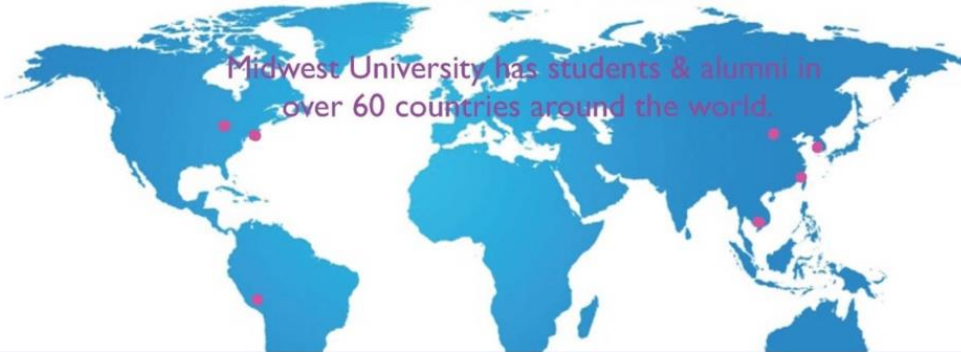 Midwest University has students & alumni in
over 60 countries around the world.